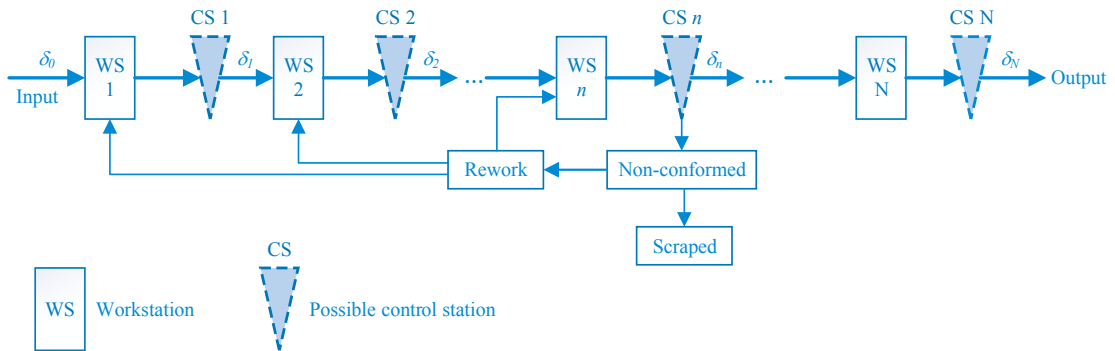 CS 1
CS 2
CS n
CS N
δ0
Input
WS 1
δ1
WS 2
δ2
...
WS n
δn
...
WS N
δN
Output
Rework
Non-conformed
Scraped
WS
Workstation
CS
Possible control station